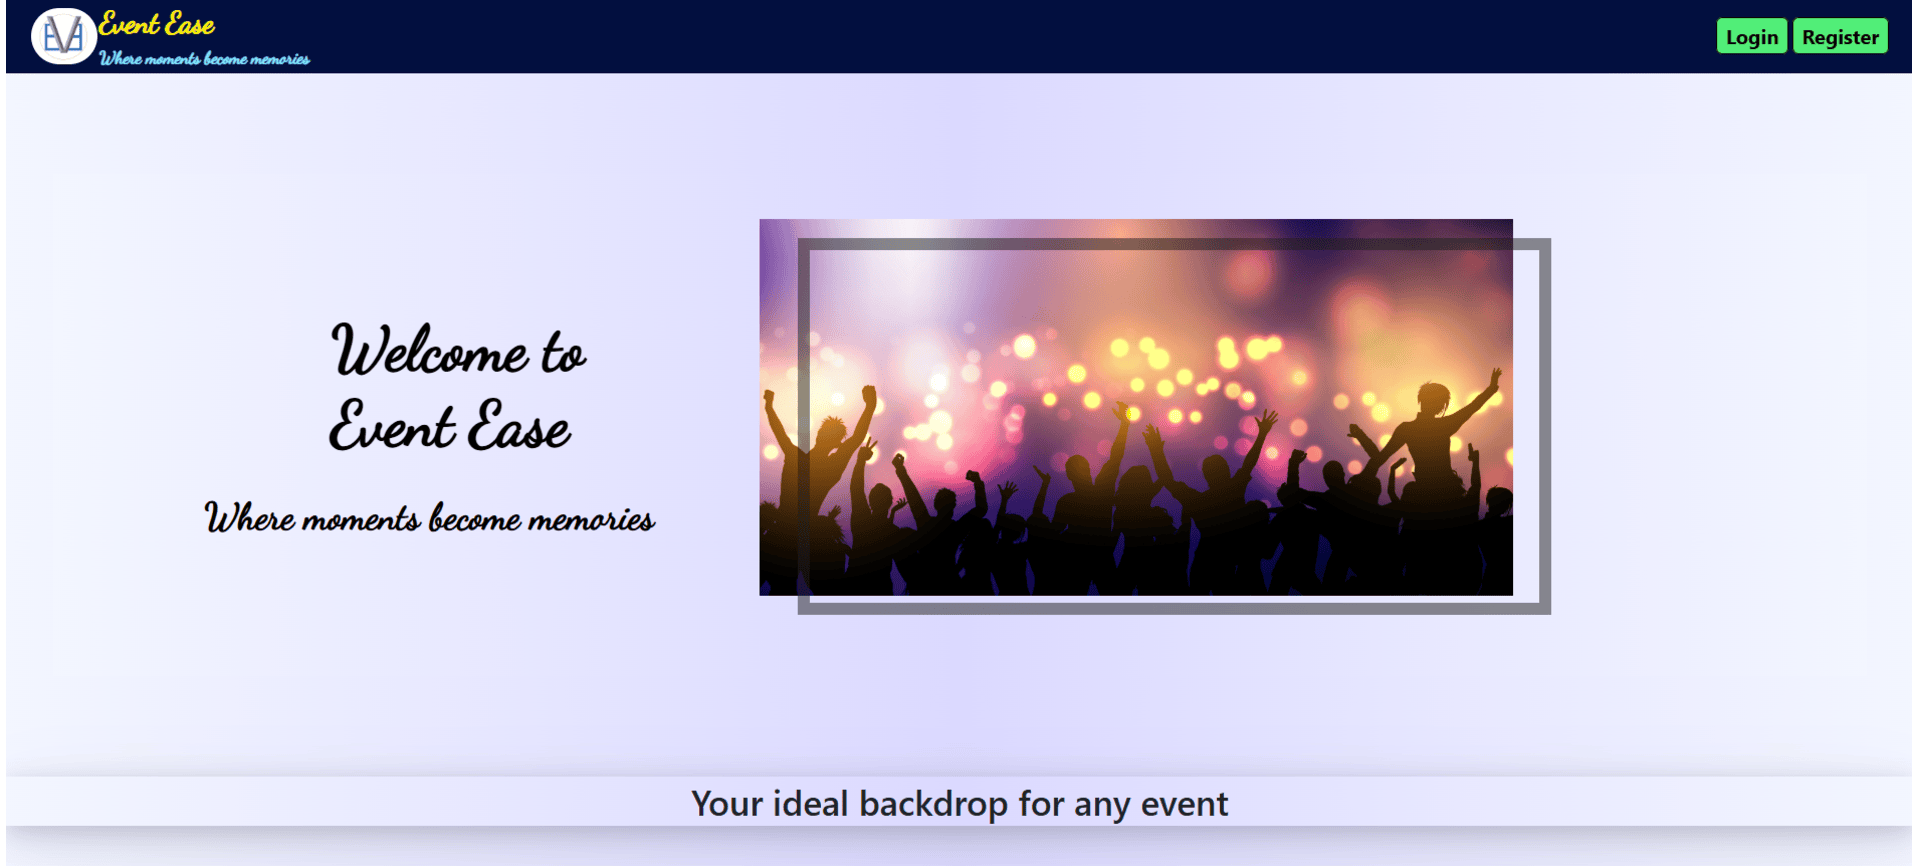 Event Ease
Where moments become memories
Login Register
Welcome to
Event Ease
Where moments become memories
Your ideal backdrop for any event